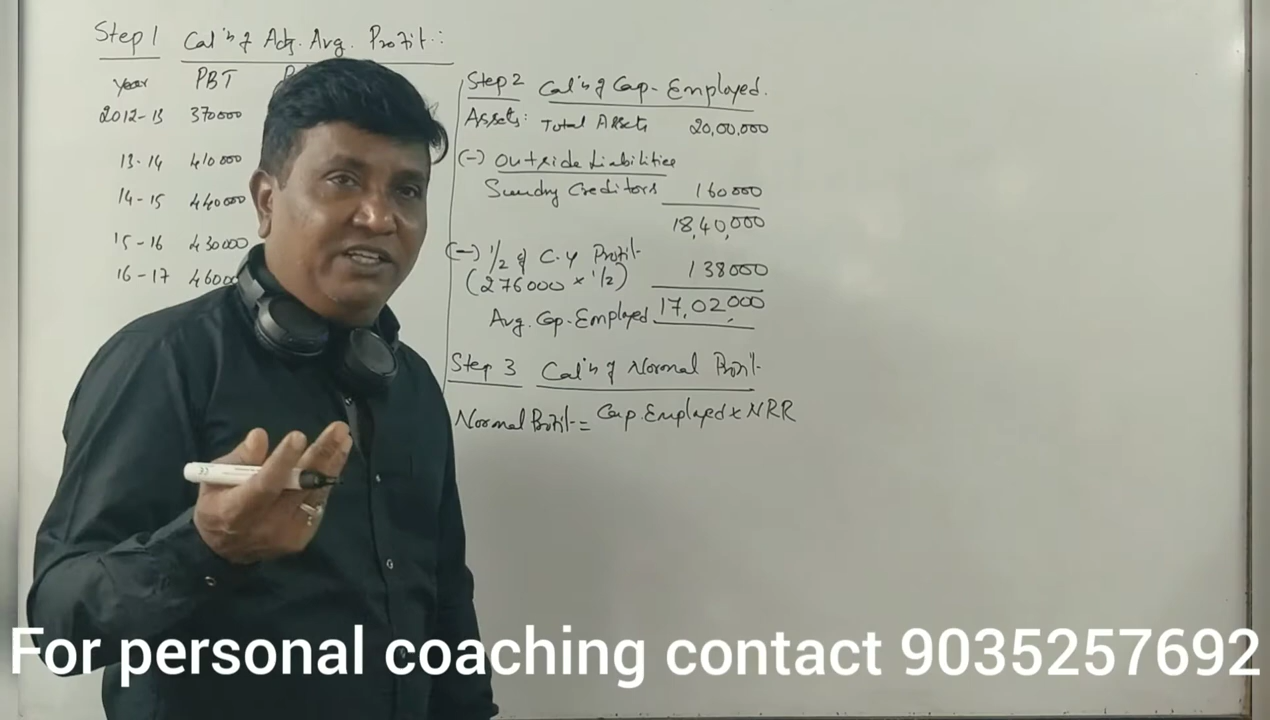 Step 1 Cal'n of Adj. Avg. Profit:
Year PBT
2012-13 370000
13-14 410000
14-15 440000
15-16 430000
16-17 46000
Step 2 Cal'n of Cap. Employed.
Assets: Total Assets 20,00,000
(-) Outside Liabilities
Sundry Creditors 160000
18,40,000
(-) 1/2 of C.Y Profit 138000
(276000 × 1/2)
Avg. Cap. Employed 17,02,000
Step 3 Cal'n of Normal Profit
Normal Profit = Cap. Employed × NRR
For personal coaching contact 9035257692